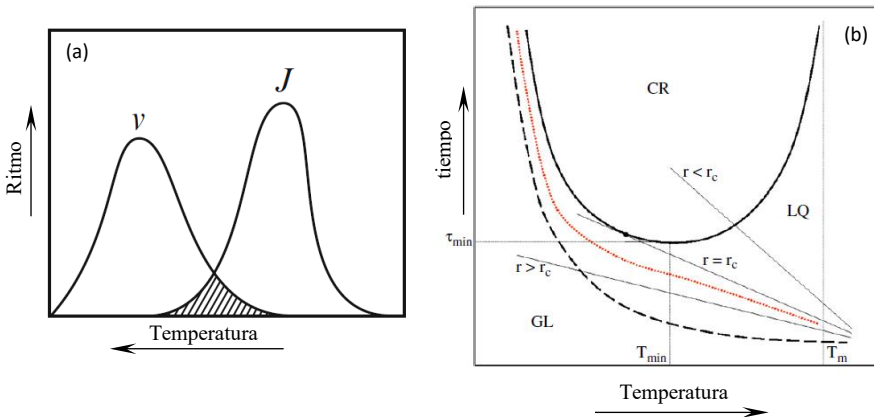 (a)
J
v
Ritmo
Temperatura
(b)
CR
tiempo
r < r_c
LQ
τ_min
r = r_c
r > r_c
GL
T_min
T_m
Temperatura